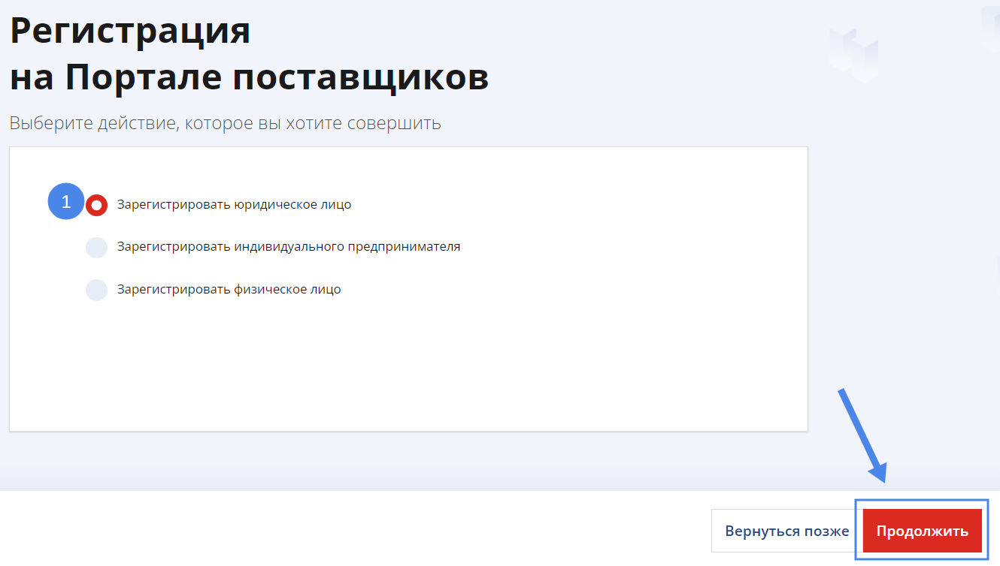 Регистрация
на Портале поставщиков
Выберите действие, которое вы хотите совершить
1 Зарегистрировать юридическое лицо
Зарегистрировать индивидуального предпринимателя
Зарегистрировать физическое лицо
Вернуться позже Продолжить